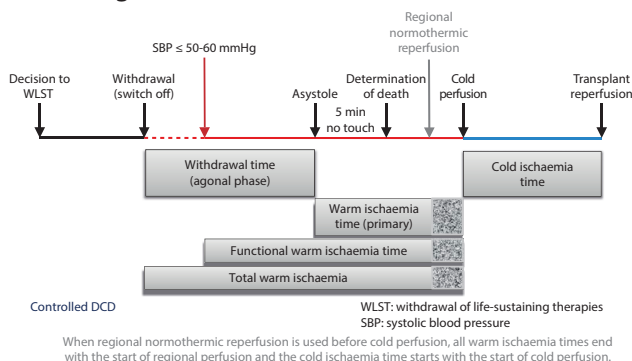 Regional
normothermic
reperfusion
SBP ≤ 50-60 mmHg
Decision to
WLST
Withdrawal
(switch off)
Asystole
Determination
of death
Cold
perfusion
Transplant
reperfusion
5 min
no touch
Withdrawal time
(agonal phase)
Cold ischaemia
time
Warm ischaemia
time (primary)
Functional warm ischaemia time
Total warm ischaemia
Controlled DCD
WLST: withdrawal of life-sustaining therapies
SBP: systolic blood pressure
When regional normothermic reperfusion is used before cold perfusion, all warm ischaemia times end
with the start of regional perfusion and the cold ischaemia time starts with the start of cold perfusion.